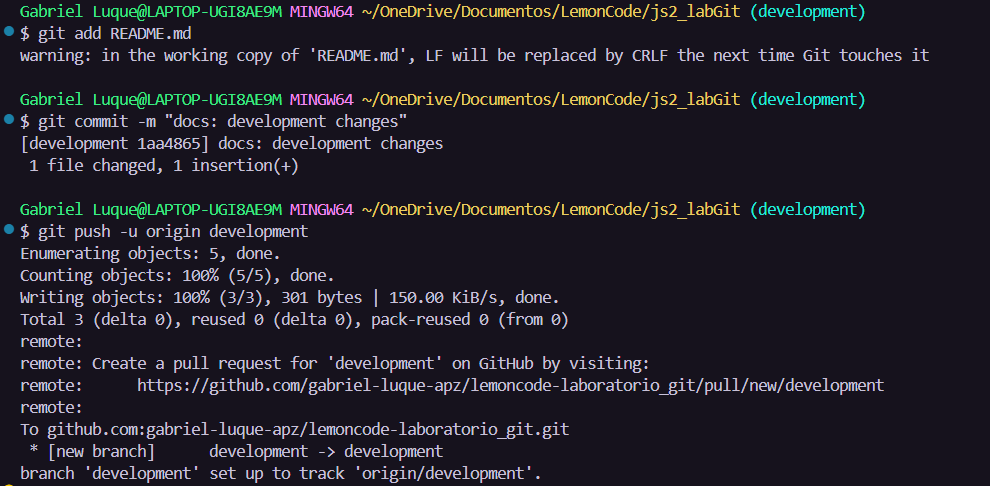 Gabriel Luque@LAPTOP-UGI8AE9M MINGW64 ~/OneDrive/Documentos/LemonCode/js2_labGit (development)
$ git add README.md
warning: in the working copy of 'README.md', LF will be replaced by CRLF the next time Git touches it
Gabriel Luque@LAPTOP-UGI8AE9M MINGW64 ~/OneDrive/Documentos/LemonCode/js2_labGit (development)
$ git commit -m "docs: development changes"
[development 1aa4865] docs: development changes
1 file changed, 1 insertion(+)
Gabriel Luque@LAPTOP-UGI8AE9M MINGW64 ~/OneDrive/Documentos/LemonCode/js2_labGit (development)
$ git push -u origin development
Enumerating objects: 5, done.
Counting objects: 100% (5/5), done.
Writing objects: 100% (3/3), 301 bytes | 150.00 KiB/s, done.
Total 3 (delta 0), reused 0 (delta 0), pack-reused 0 (from 0)
remote:
remote: Create a pull request for 'development' on GitHub by visiting:
remote:      https://github.com/gabriel-luque-apz/lemoncode-laboratorio_git/pull/new/development
remote:
To github.com:gabriel-luque-apz/lemoncode-laboratorio_git.git
* [new branch]      development -> development
branch 'development' set up to track 'origin/development'.